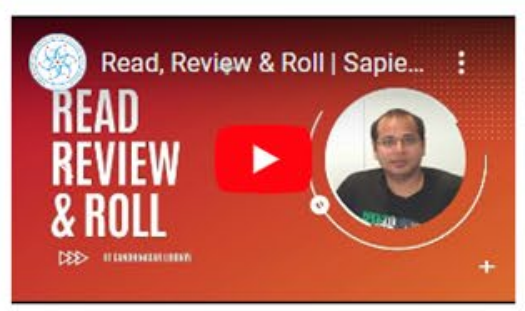 Read, Review & Roll | Sapie...
READ
REVIEW
& ROLL
IIT GANDHINAGAR LIBRARY